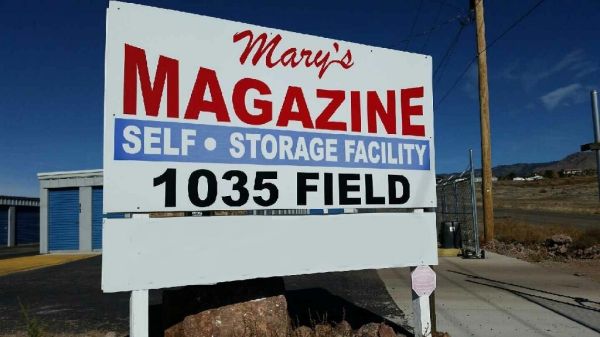 Mary's
MAGAZINE
SELF • STORAGE FACILITY
1035 FIELD